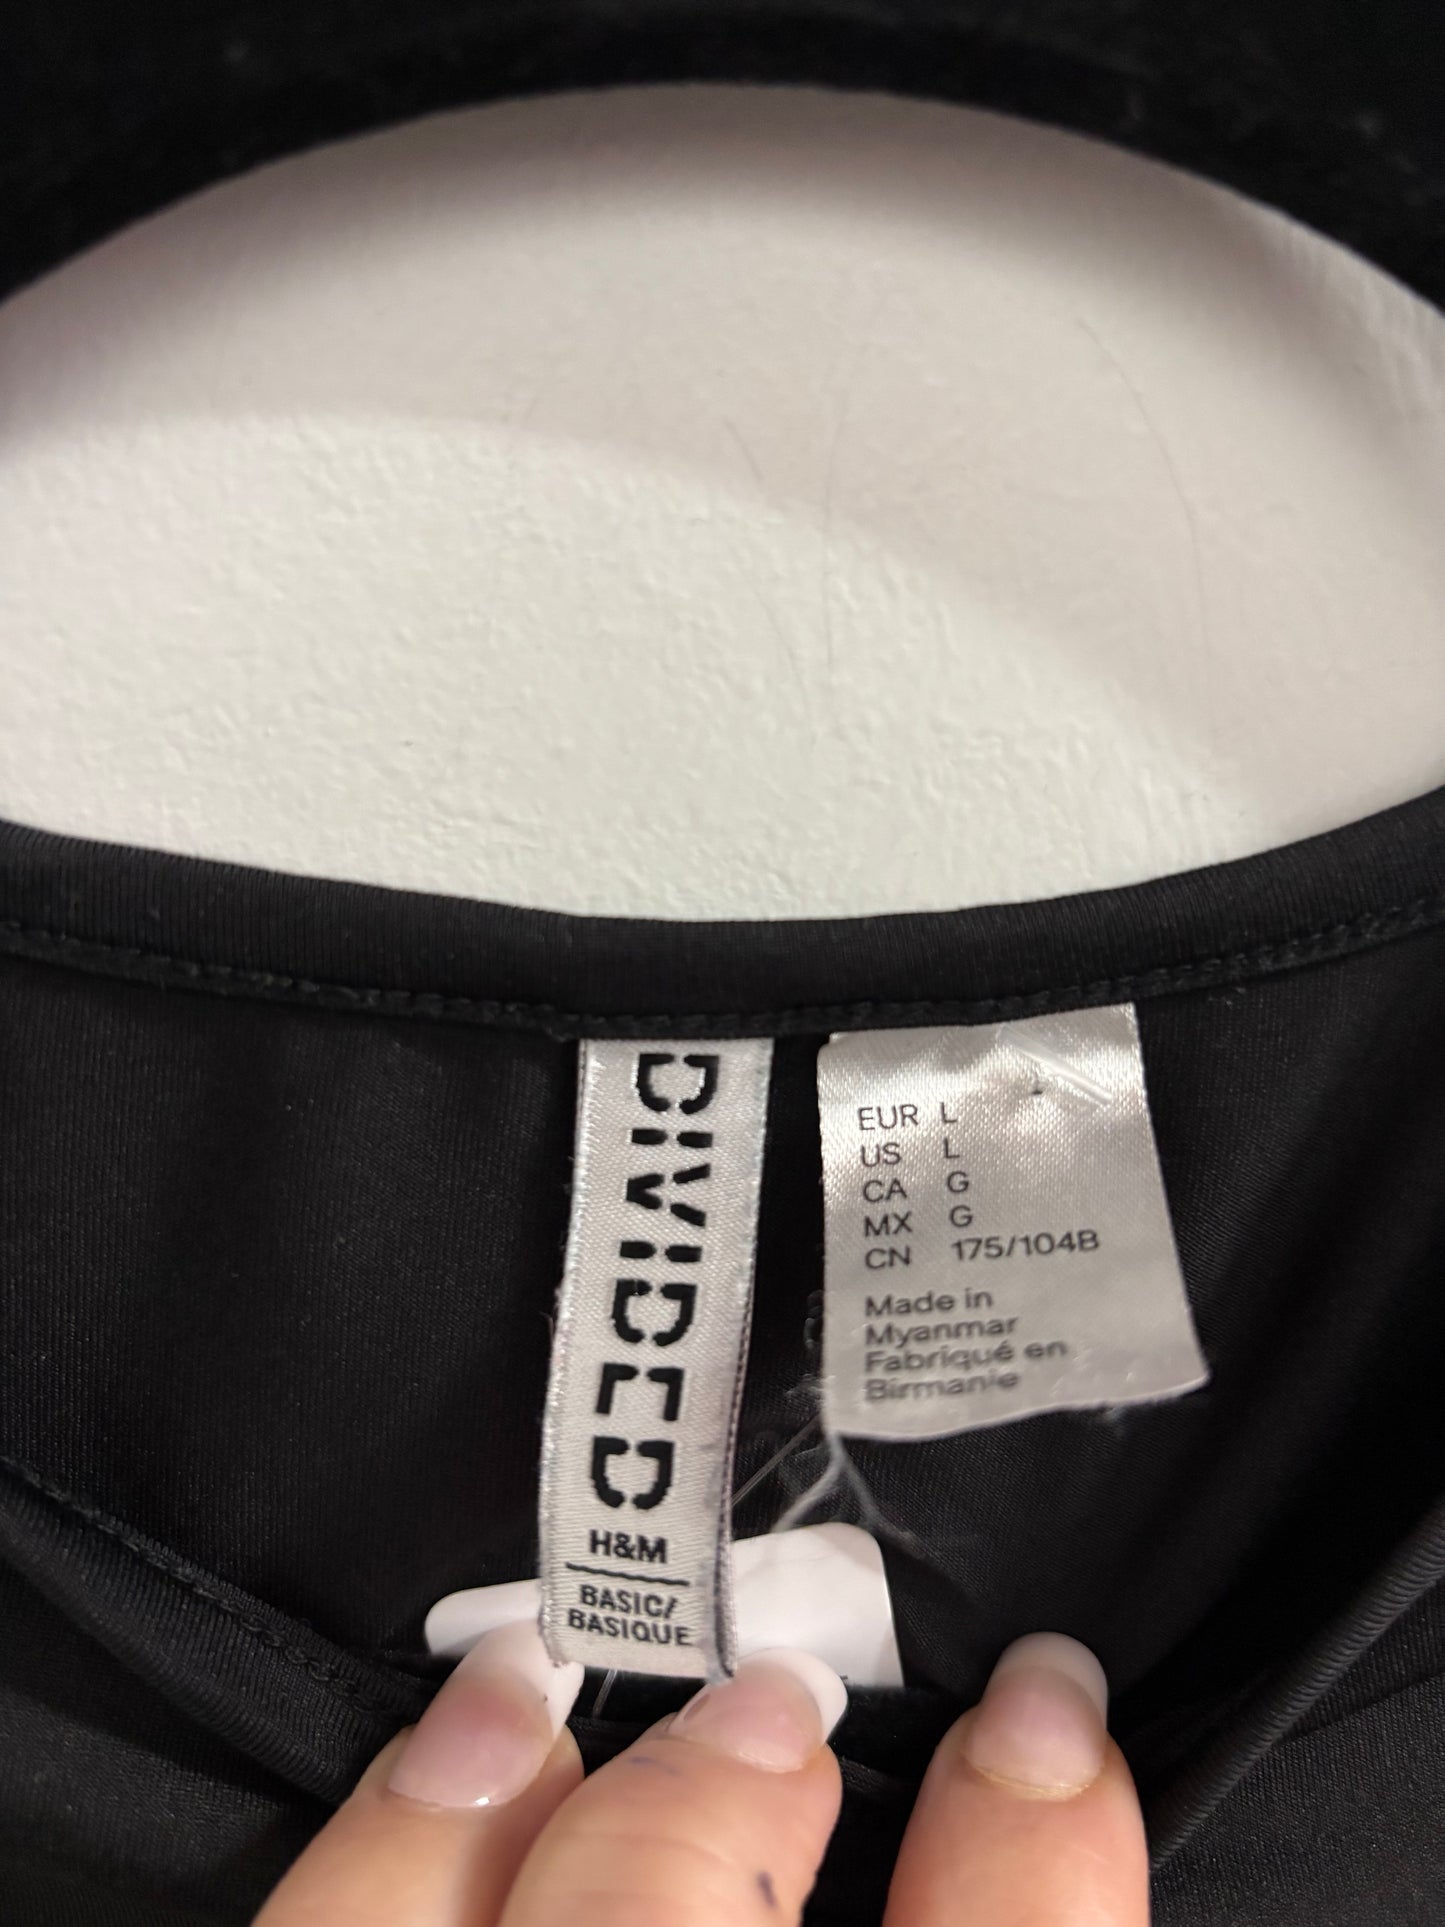 DIVIDED
H&M
BASIC/
BASIQUE
EUR L
US L
CA G
MX G
CN 175/104B
Made in
Myanmar
Fabriqué en
Birmanie